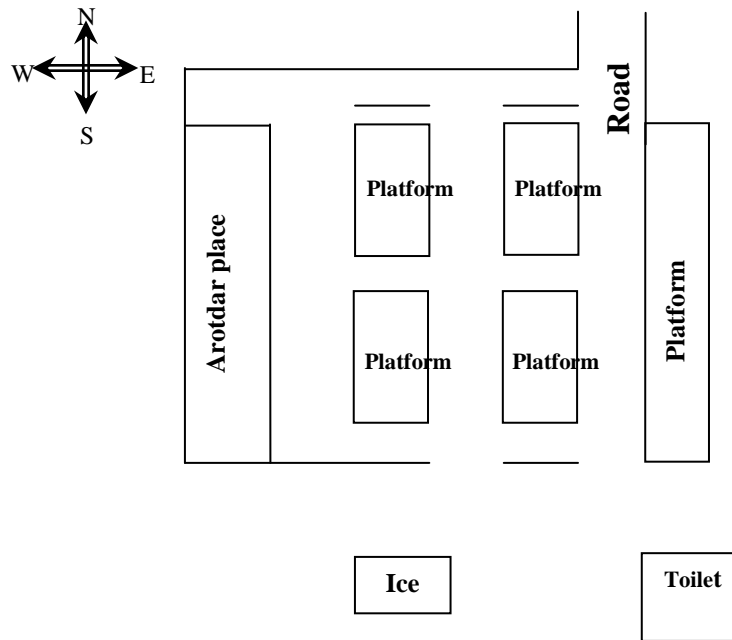 N
W E
S
Road
Platform Platform
Arotdar place
Platform
Platform Platform
Ice
Toilet